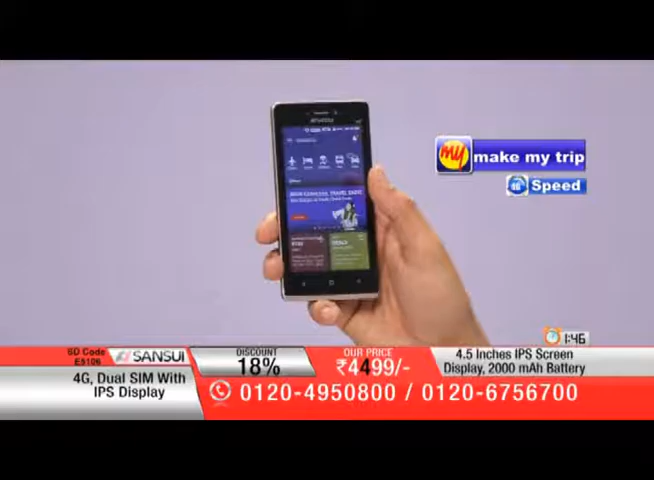 my make my trip
4G Speed
SD Code
E5106
SANSUI
DISCOUNT
18%
OUR PRICE
₹4499/-
4.5 Inches IPS Screen
Display, 2000 mAh Battery
1:46
4G, Dual SIM With
IPS Display
0120-4950800 / 0120-6756700